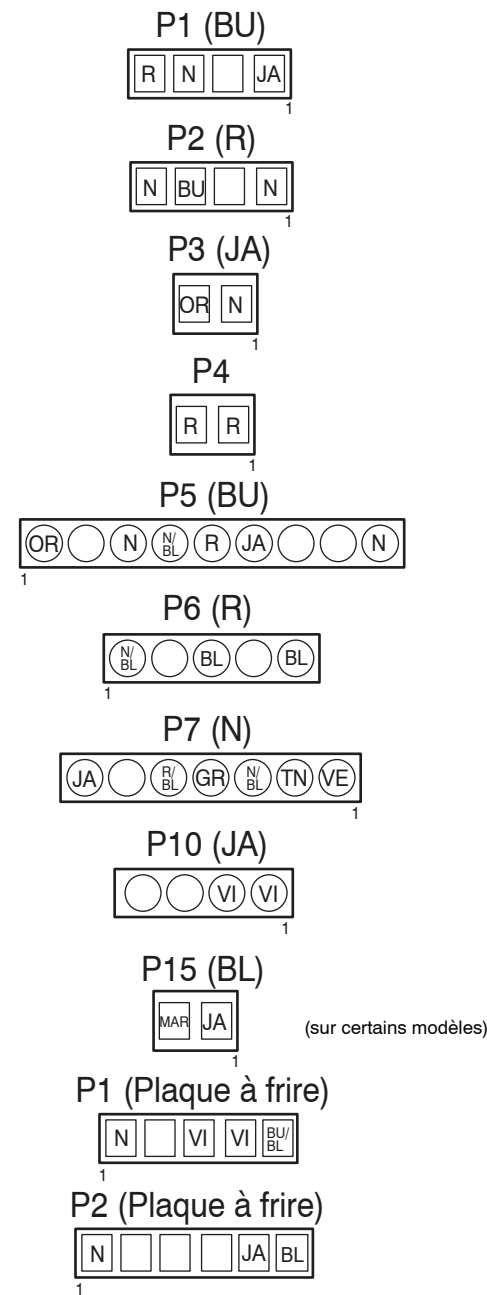 P1 (BU)
R N JA
1
P2 (R)
N BU N
1
P3 (JA)
OR N
1
P4
R R
1
P5 (BU)
OR N N/BL R JA N
1
P6 (R)
N/BL BL BL
1
P7 (N)
JA R/BL GR N/BL TN VE
1
P10 (JA)
VI VI
1
P15 (BL)
MAR JA (sur certains modèles)
1
P1 (Plaque à frire)
N VI VI BU/BL
1
P2 (Plaque à frire)
N JA BL
1